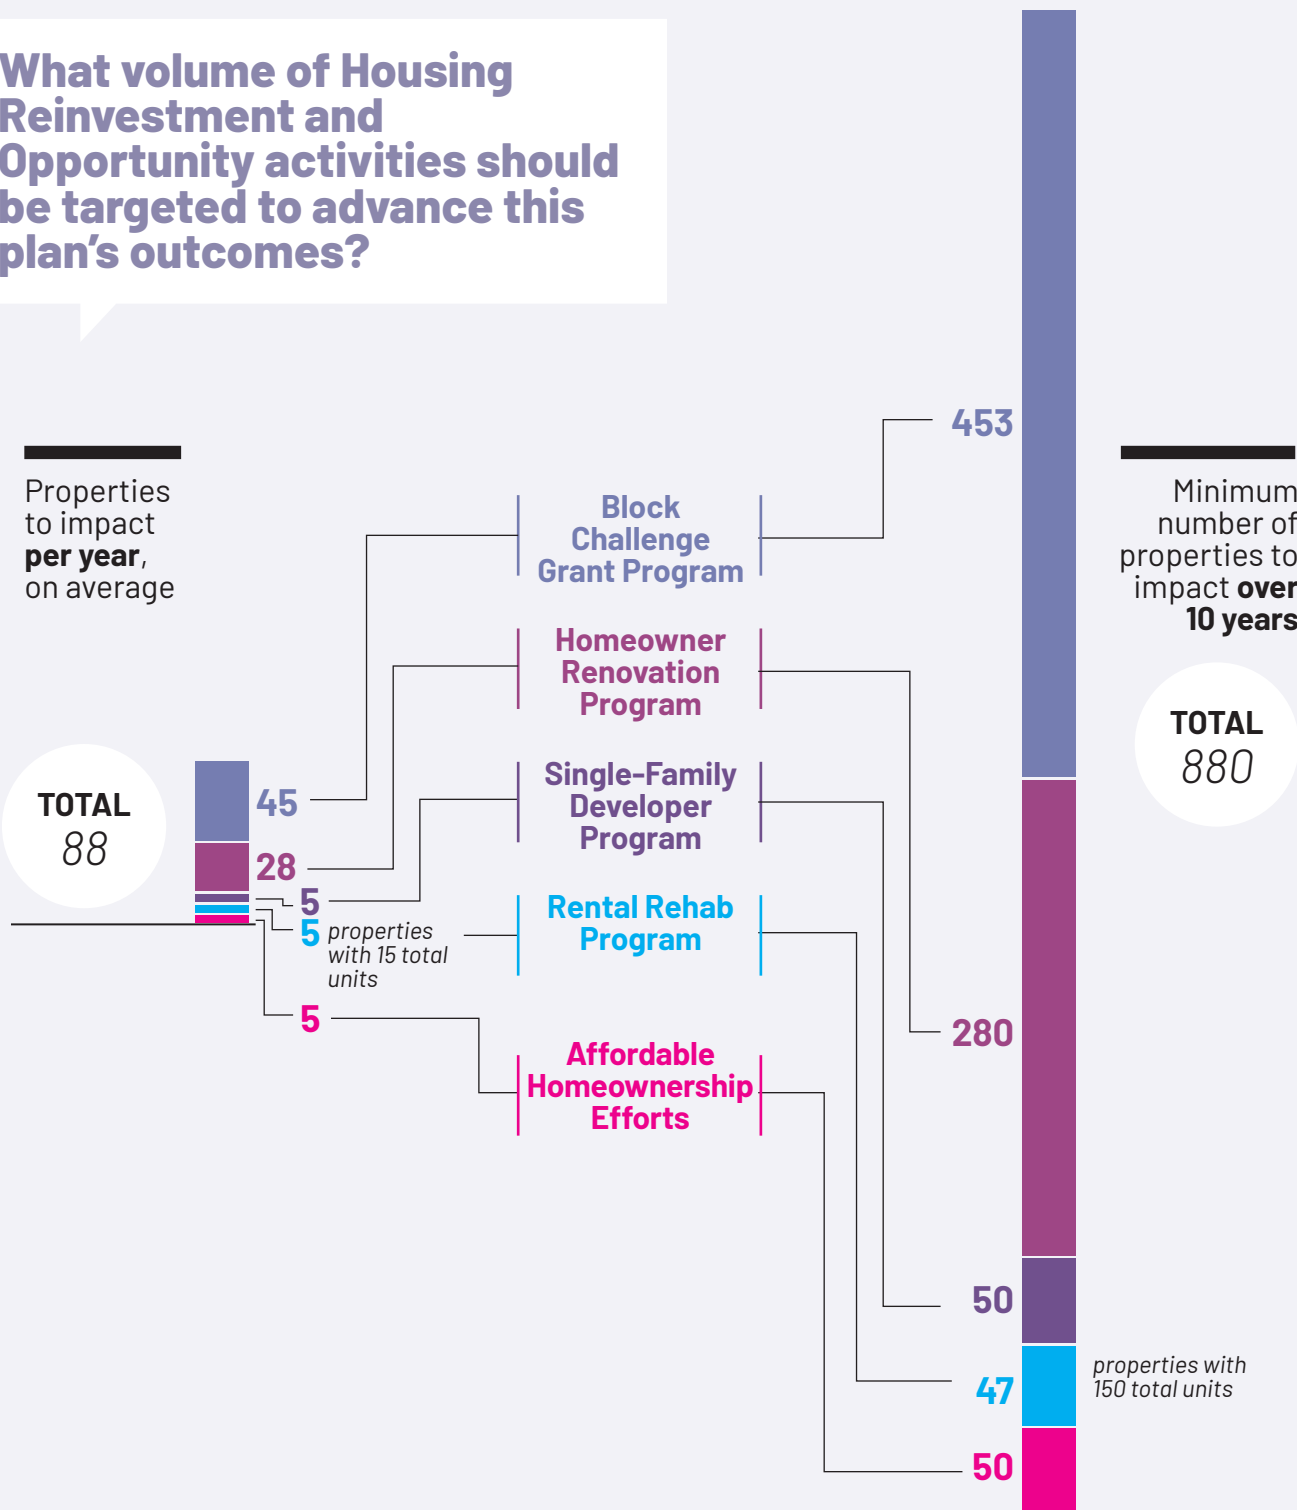 What volume of Housing
Reinvestment and
Opportunity activities should
be targeted to advance this
plan's outcomes?
Properties
to impact
per year,
on average
TOTAL
88
45
28
5
5 properties
with 15 total
units
5
Block
Challenge
Grant Program
Homeowner
Renovation
Program
Single-Family
Developer
Program
Rental Rehab
Program
Affordable
Homeownership
Efforts
453
280
50
47
50
properties with
150 total units
Minimum
number of
properties to
impact over
10 years
TOTAL
880